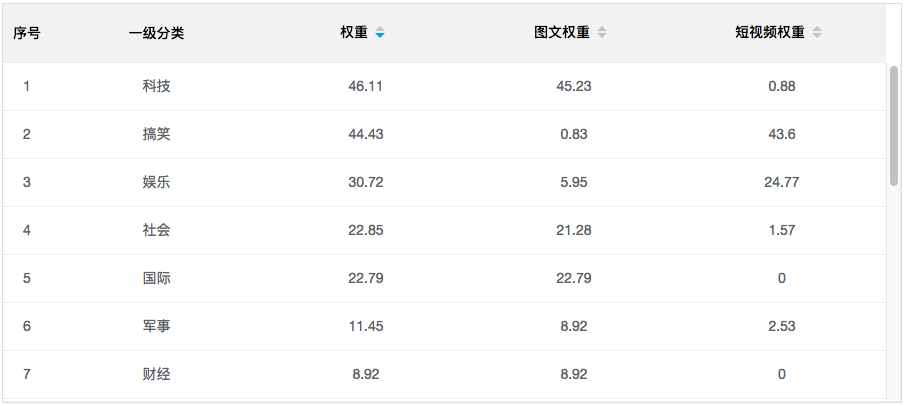 序号 一级分类 权重 图文权重 短视频权重
1 科技 46.11 45.23 0.88
2 搞笑 44.43 0.83 43.6
3 娱乐 30.72 5.95 24.77
4 社会 22.85 21.28 1.57
5 国际 22.79 22.79 0
6 军事 11.45 8.92 2.53
7 财经 8.92 8.92 0